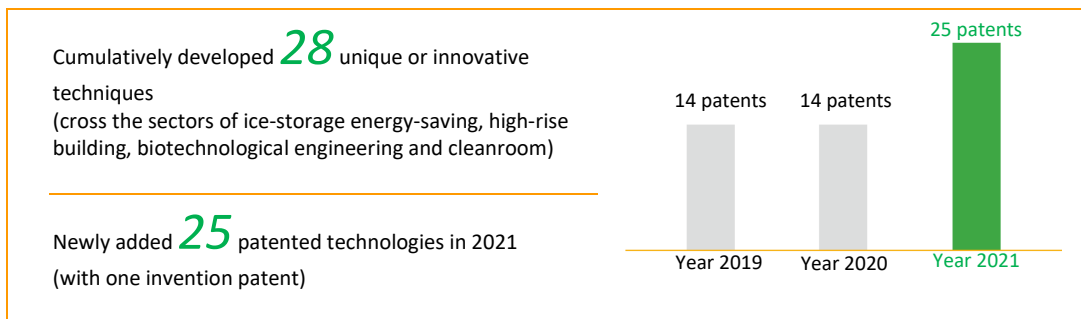 Cumulatively developed 28 unique or innovative
techniques
(cross the sectors of ice-storage energy-saving, high-rise
building, biotechnological engineering and cleanroom)
Newly added 25 patented technologies in 2021
(with one invention patent)
25 patents
14 patents 14 patents
Year 2019 Year 2020 Year 2021